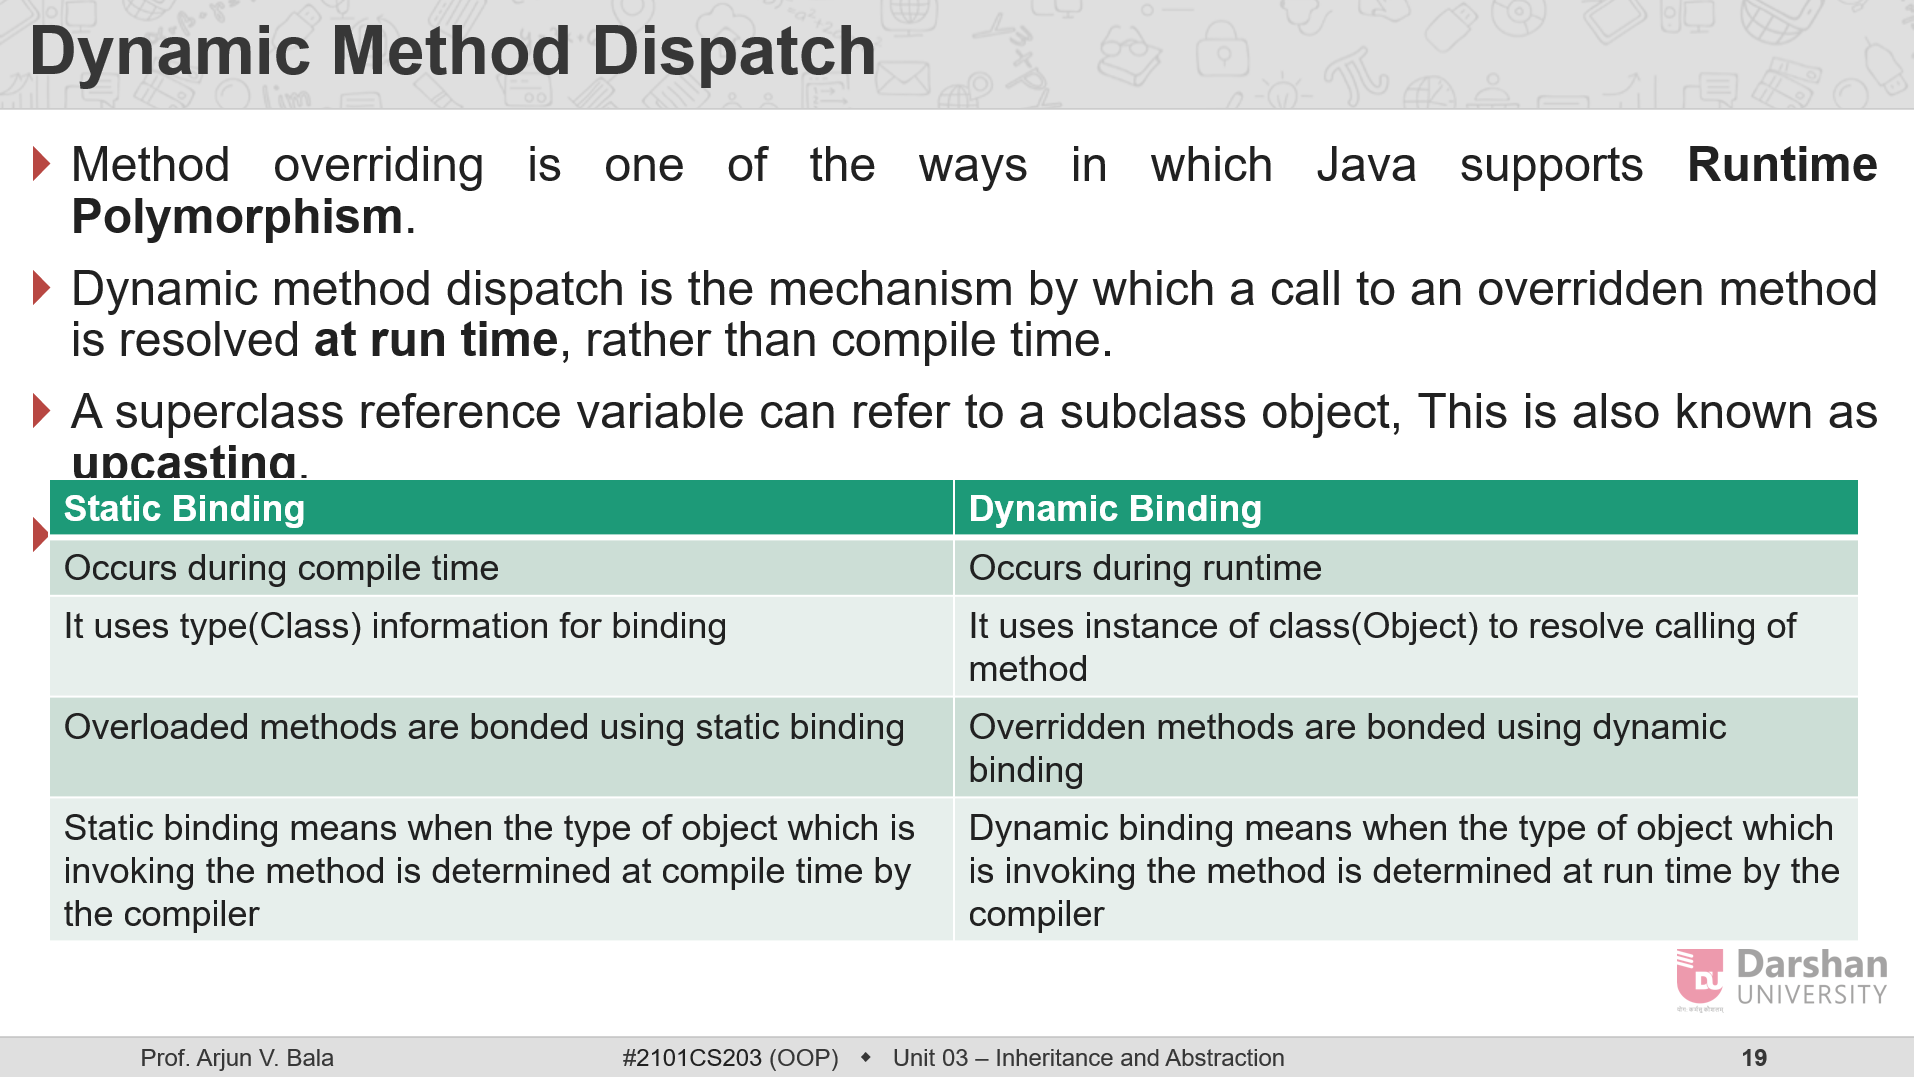 Dynamic Method Dispatch
Method overriding is one of the ways in which Java supports Runtime
Polymorphism.
Dynamic method dispatch is the mechanism by which a call to an overridden method
is resolved at run time, rather than compile time.
A superclass reference variable can refer to a subclass object, This is also known as
upcasting.
Static Binding
Dynamic Binding
Occurs during compile time
Occurs during runtime
It uses type(Class) information for binding
It uses instance of class(Object) to resolve calling of
method
Overloaded methods are bonded using static binding
Overridden methods are bonded using dynamic
binding
Static binding means when the type of object which is
invoking the method is determined at compile time by
the compiler
Dynamic binding means when the type of object which
is invoking the method is determined at run time by the
compiler
DU
Darshan
UNIVERSITY
Prof. Arjun V. Bala
#2101CS203 (OOP) ◆ Unit 03 – Inheritance and Abstraction
19